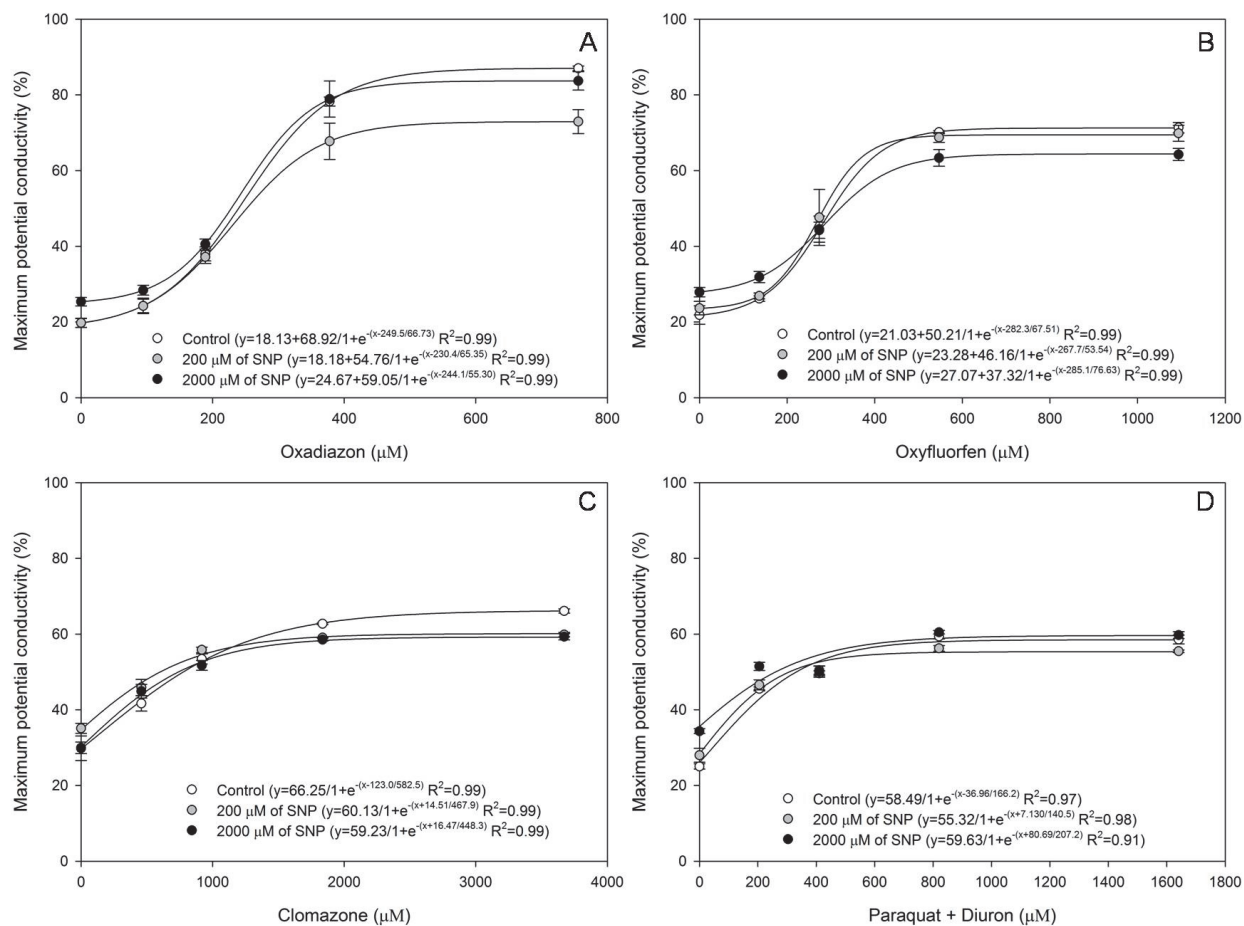 A
Maximum potential conductivity (%)
100
80
60
40
20
0
Control (y=18.13+68.92/1+e^-(x-249.5/66.73) R²=0.99)
200 μM of SNP (y=18.18+54.76/1+e^-(x-230.4/65.35) R²=0.99)
2000 μM of SNP (y=24.67+59.05/1+e^-(x-244.1/55.30) R²=0.99)
0 200 400 600 800
Oxadiazon (μM)
B
Maximum potential conductivity (%)
100
80
60
40
20
0
Control (y=21.03+50.21/1+e^-(x-282.3/67.51) R²=0.99)
200 μM of SNP (y=23.28+46.16/1+e^-(x-267.7/53.54) R²=0.99)
2000 μM of SNP (y=27.07+37.32/1+e^-(x-285.1/76.63) R²=0.99)
0 200 400 600 800 1000 1200
Oxyfluorfen (μM)
C
Maximum potential conductivity (%)
100
80
60
40
20
0
Control (y=66.25/1+e^-(x-123.0/582.5) R²=0.99)
200 μM of SNP (y=60.13/1+e^-(x+14.51/467.9) R²=0.99)
2000 μM of SNP (y=59.23/1+e^-(x+16.47/448.3) R²=0.99)
0 1000 2000 3000 4000
Clomazone (μM)
D
Maximum potential conductivity (%)
100
80
60
40
20
0
Control (y=58.49/1+e^-(x-36.96/166.2) R²=0.97)
200 μM of SNP (y=55.32/1+e^-(x+7.130/140.5) R²=0.98)
2000 μM of SNP (y=59.63/1+e^-(x+80.69/207.2) R²=0.91)
0 200 400 600 800 1000 1200 1400 1600 1800
Paraquat + Diuron (μM)